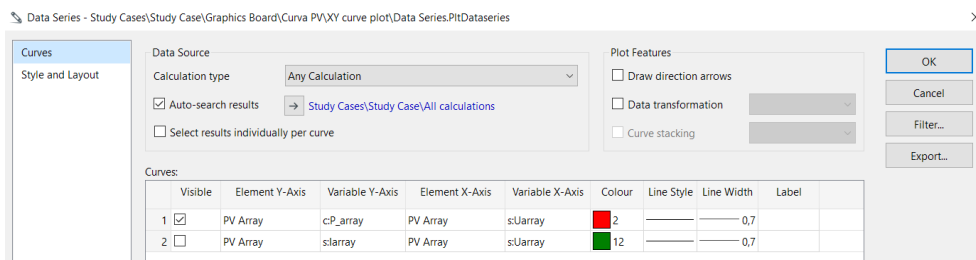 Data Series - Study Cases\Study Case\Graphics Board\Curva PV\XY curve plot\Data Series.PltDataseries
Curves
Style and Layout
Data Source
Calculation type Any Calculation
Auto-search results Study Cases\Study Case\All calculations
Select results individually per curve
Plot Features
Draw direction arrows
Data transformation
Curve stacking
OK
Cancel
Filter...
Export...
Curves:
Visible Element Y-Axis Variable Y-Axis Element X-Axis Variable X-Axis Colour Line Style Line Width Label
1 PV Array c:P_array PV Array s:Uarray 2 0,7
2 PV Array s:Iarray PV Array s:Uarray 12 0,7